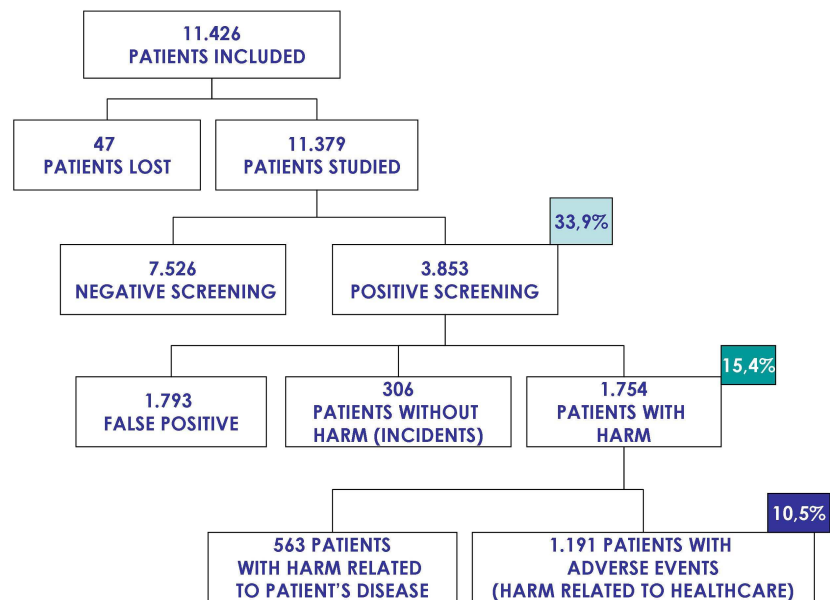 11.426
PATIENTS INCLUDED
47
PATIENTS LOST
11.379
PATIENTS STUDIED
33,9%
7.526
NEGATIVE SCREENING
3.853
POSITIVE SCREENING
15,4%
1.793
FALSE POSITIVE
306
PATIENTS WITHOUT
HARM (INCIDENTS)
1.754
PATIENTS WITH
HARM
10,5%
563 PATIENTS
WITH HARM RELATED
TO PATIENT'S DISEASE
1.191 PATIENTS WITH
ADVERSE EVENTS
(HARM RELATED TO HEALTHCARE)